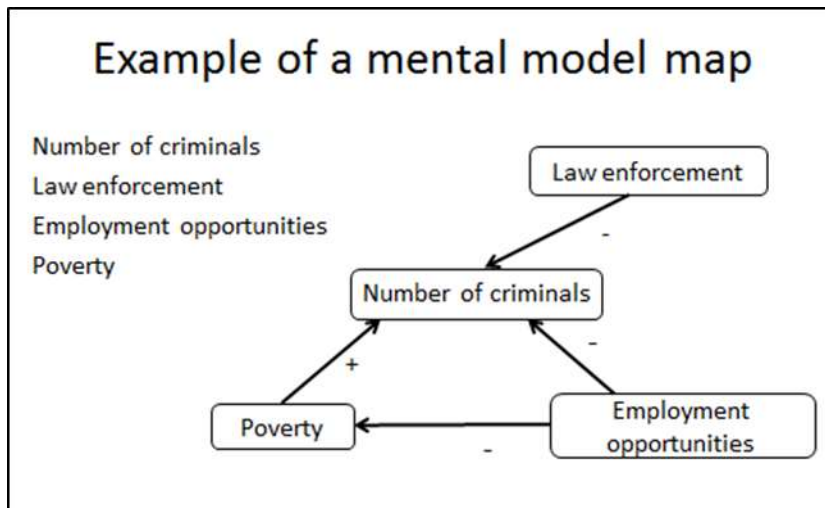 Example of a mental model map
Number of criminals
Law enforcement
Employment opportunities
Poverty
Law enforcement
-
Number of criminals
-
+
Poverty
-
Employment
opportunities